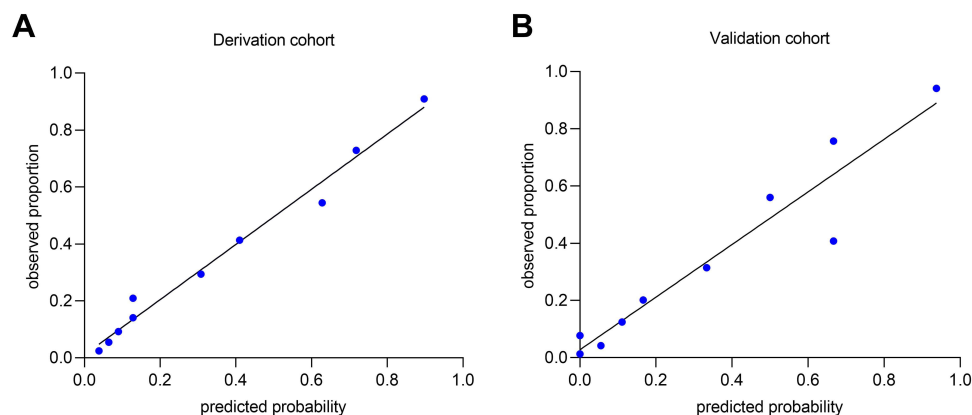 A
Derivation cohort
observed proportion
1.0
0.8
0.6
0.4
0.2
0.0
0.0 0.2 0.4 0.6 0.8 1.0
predicted probability
B
Validation cohort
observed proportion
1.0
0.8
0.6
0.4
0.2
0.0
0.0 0.2 0.4 0.6 0.8 1.0
predicted probability